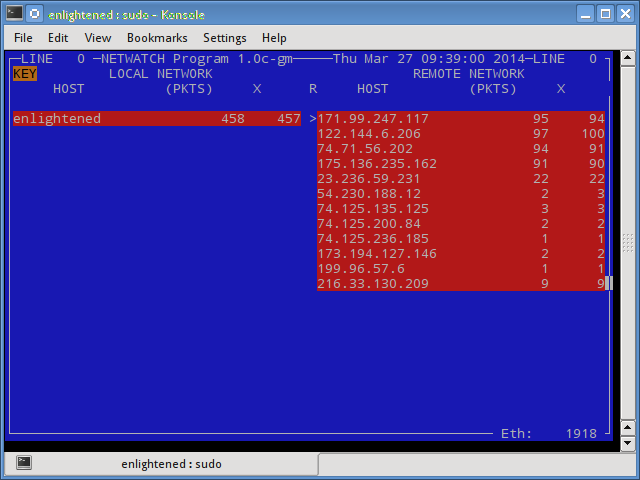 enlightened : sudo – Konsole
File Edit View Bookmarks Settings Help
LINE 0 NETWATCH Program 1.0c-gm Thu Mar 27 09:39:00 2014 LINE 0
KEY LOCAL NETWORK REMOTE NETWORK
HOST (PKTS) X R HOST (PKTS) X
enlightened 458 457 >171.99.247.117 95 94
122.144.6.206 97 100
74.71.56.202 94 91
175.136.235.162 91 90
23.236.59.231 22 22
54.230.188.12 2 3
74.125.135.125 3 3
74.125.200.84 2 2
74.125.236.185 1 1
173.194.127.146 2 2
199.96.57.6 1 1
216.33.130.209 9 9
Eth: 1918
enlightened : sudo